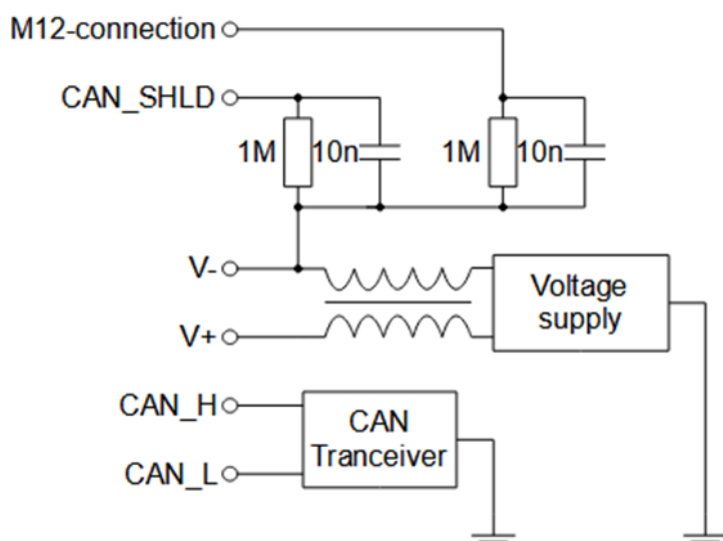 M12-connection
CAN_SHLD
1M 10n 1M 10n
V-
Voltage
supply
V+
CAN_H
CAN
Tranceiver
CAN_L